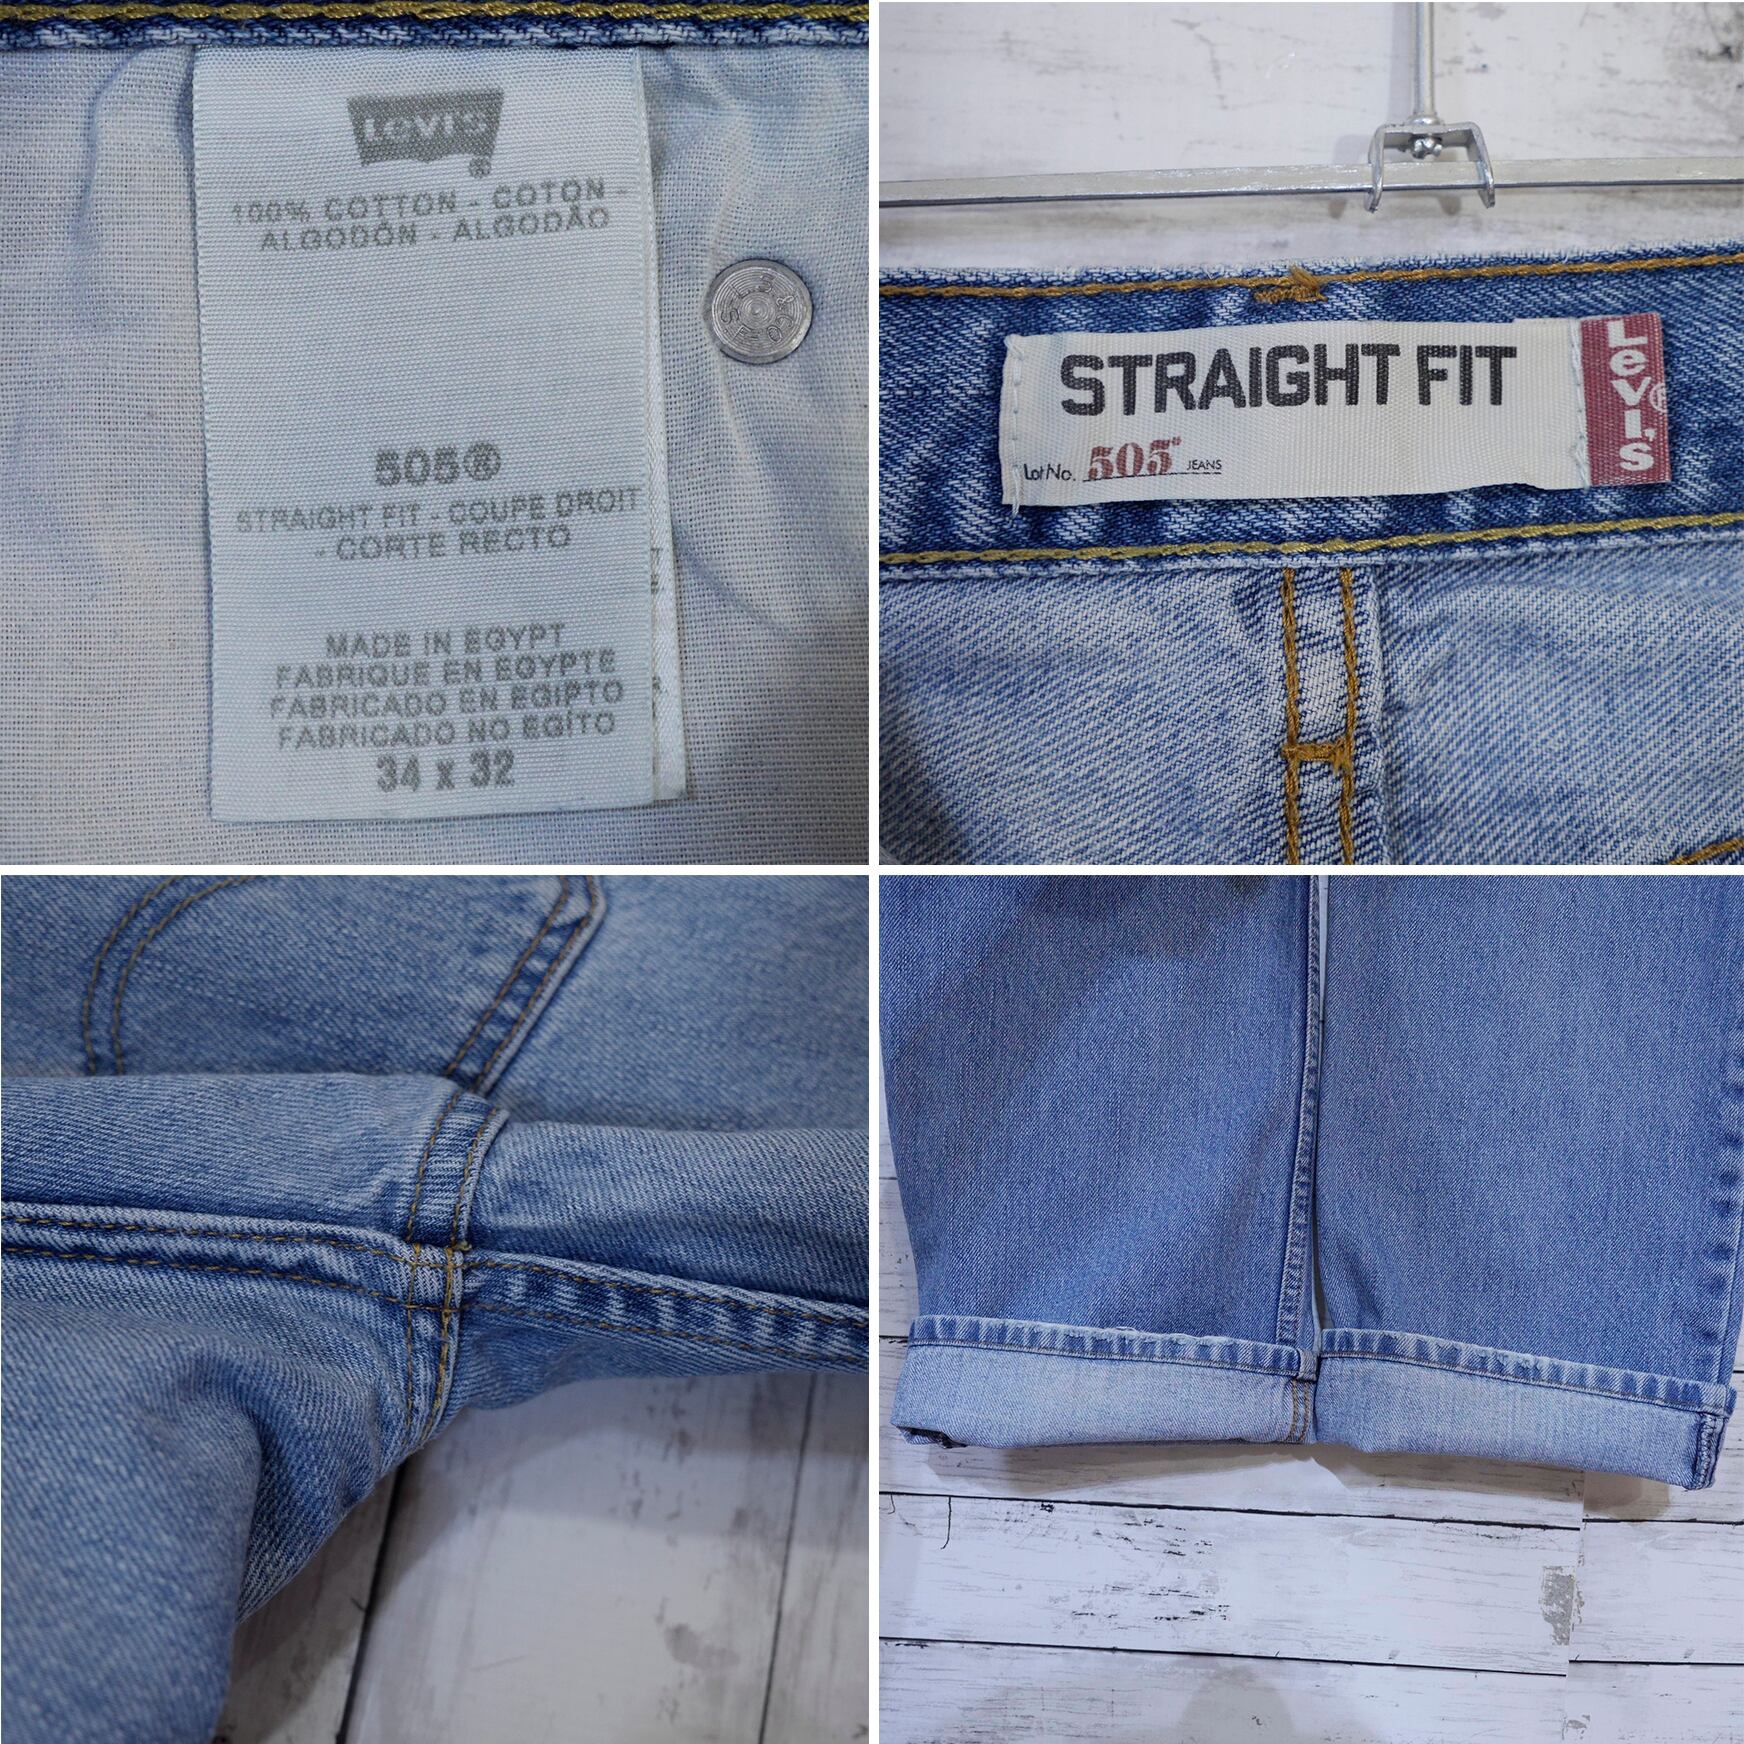 Levi's
®
100% COTTON - COTON -
ALGODÓN - ALGODÃO
505®
STRAIGHT FIT - COUPE DROIT
- CORTE RECTO
MADE IN EGYPT
FABRIQUE EN EGYPTE
FABRICADO EN EGIPTO
FABRICADO NO EGÍTO
34 x 32
STRAIGHT FIT
Lot No. 505® JEANS
Levi's®